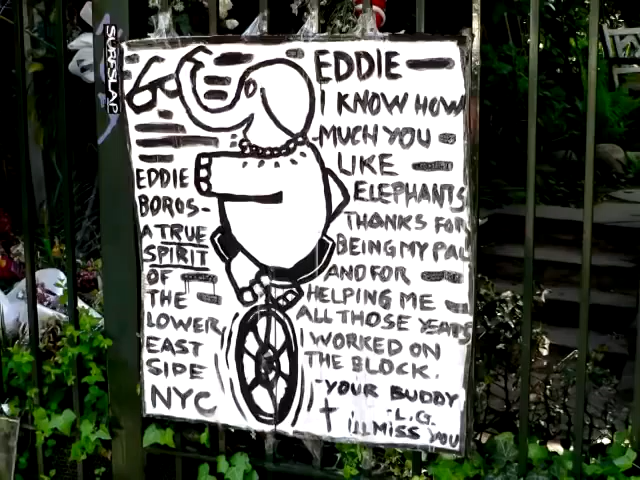 SURFSLAP
EDDIE
BOROS-
A TRUE
SPIRIT
OF
THE
LOWER
EAST
SIDE
NYC
EDDIE
I KNOW HOW
MUCH YOU
LIKE
ELEPHANTS
THANKS FOR
BEING MY PAL
AND FOR
HELPING ME
ALL THOSE YEARS
I WORKED ON
THE BLOCK.
-YOUR BUDDY
-L.G.
ILL MISS YOU